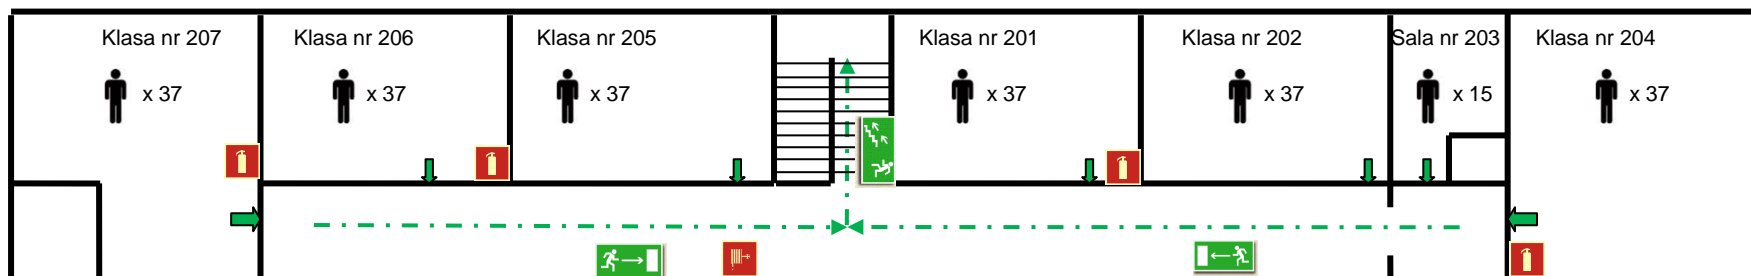 Klasa nr 207
Klasa nr 206
Klasa nr 205
Klasa nr 201
Klasa nr 202
Sala nr 203
Klasa nr 204
x 37
x 37
x 37
x 37
x 37
x 15
x 37